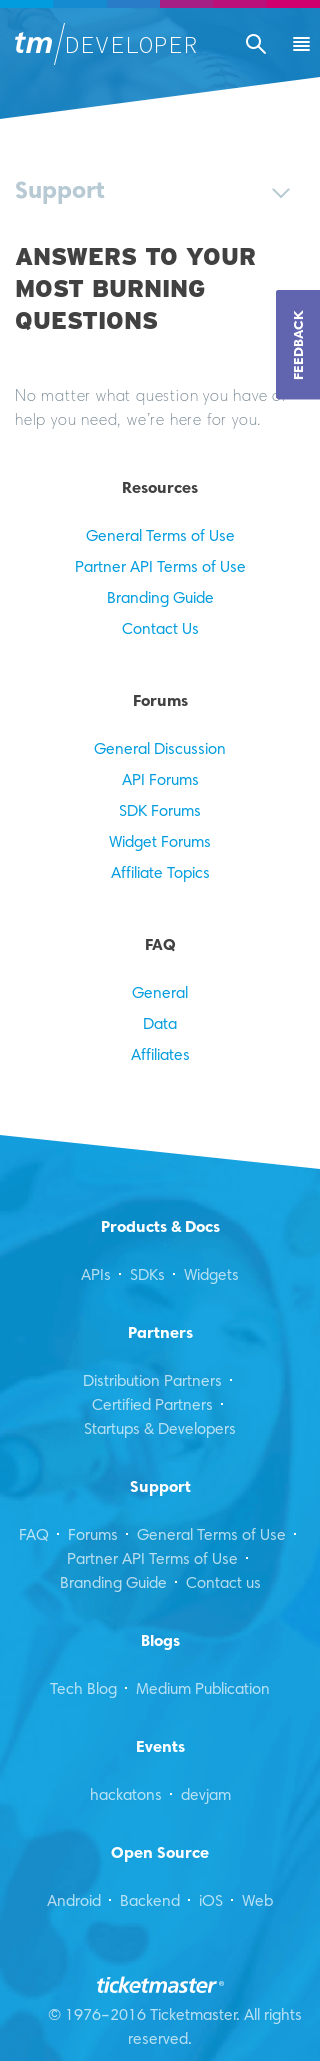 tm/DEVELOPER
Support
ANSWERS TO YOUR
MOST BURNING
QUESTIONS
FEEDBACK
No matter what question you have or
help you need, we're here for you.
Resources
General Terms of Use
Partner API Terms of Use
Branding Guide
Contact Us
Forums
General Discussion
API Forums
SDK Forums
Widget Forums
Affiliate Topics
FAQ
General
Data
Affiliates
Products & Docs
APIs · SDKs · Widgets
Partners
Distribution Partners ·
Certified Partners ·
Startups & Developers
Support
FAQ · Forums · General Terms of Use ·
Partner API Terms of Use ·
Branding Guide · Contact us
Blogs
Tech Blog · Medium Publication
Events
hackatons · devjam
Open Source
Android · Backend · iOS · Web
ticketmaster®
© 1976-2016 Ticketmaster. All rights
reserved.